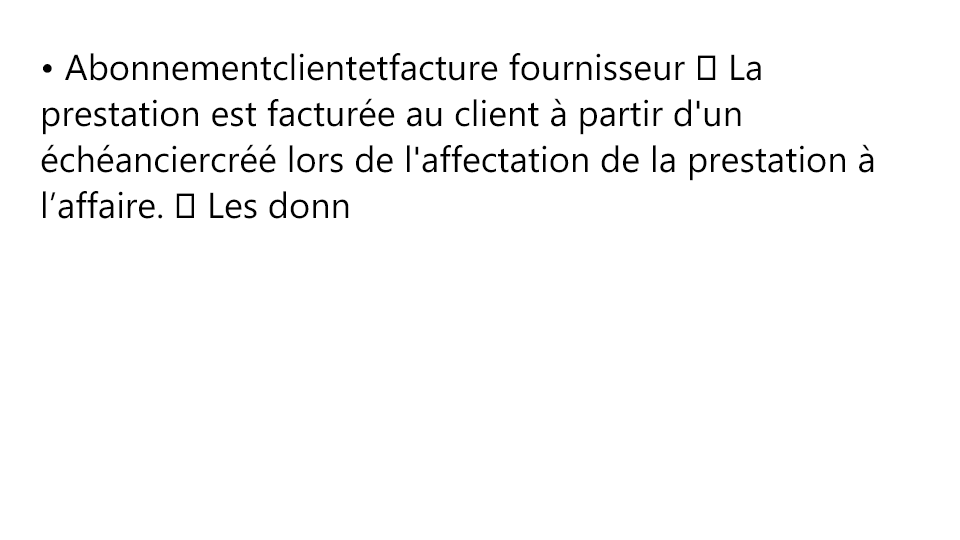 • Abonnementclientetfacture fournisseur  La
prestation est facturée au client à partir d'un
échéanciercréé lors de l'affectation de la prestation à
l’affaire.  Les donn